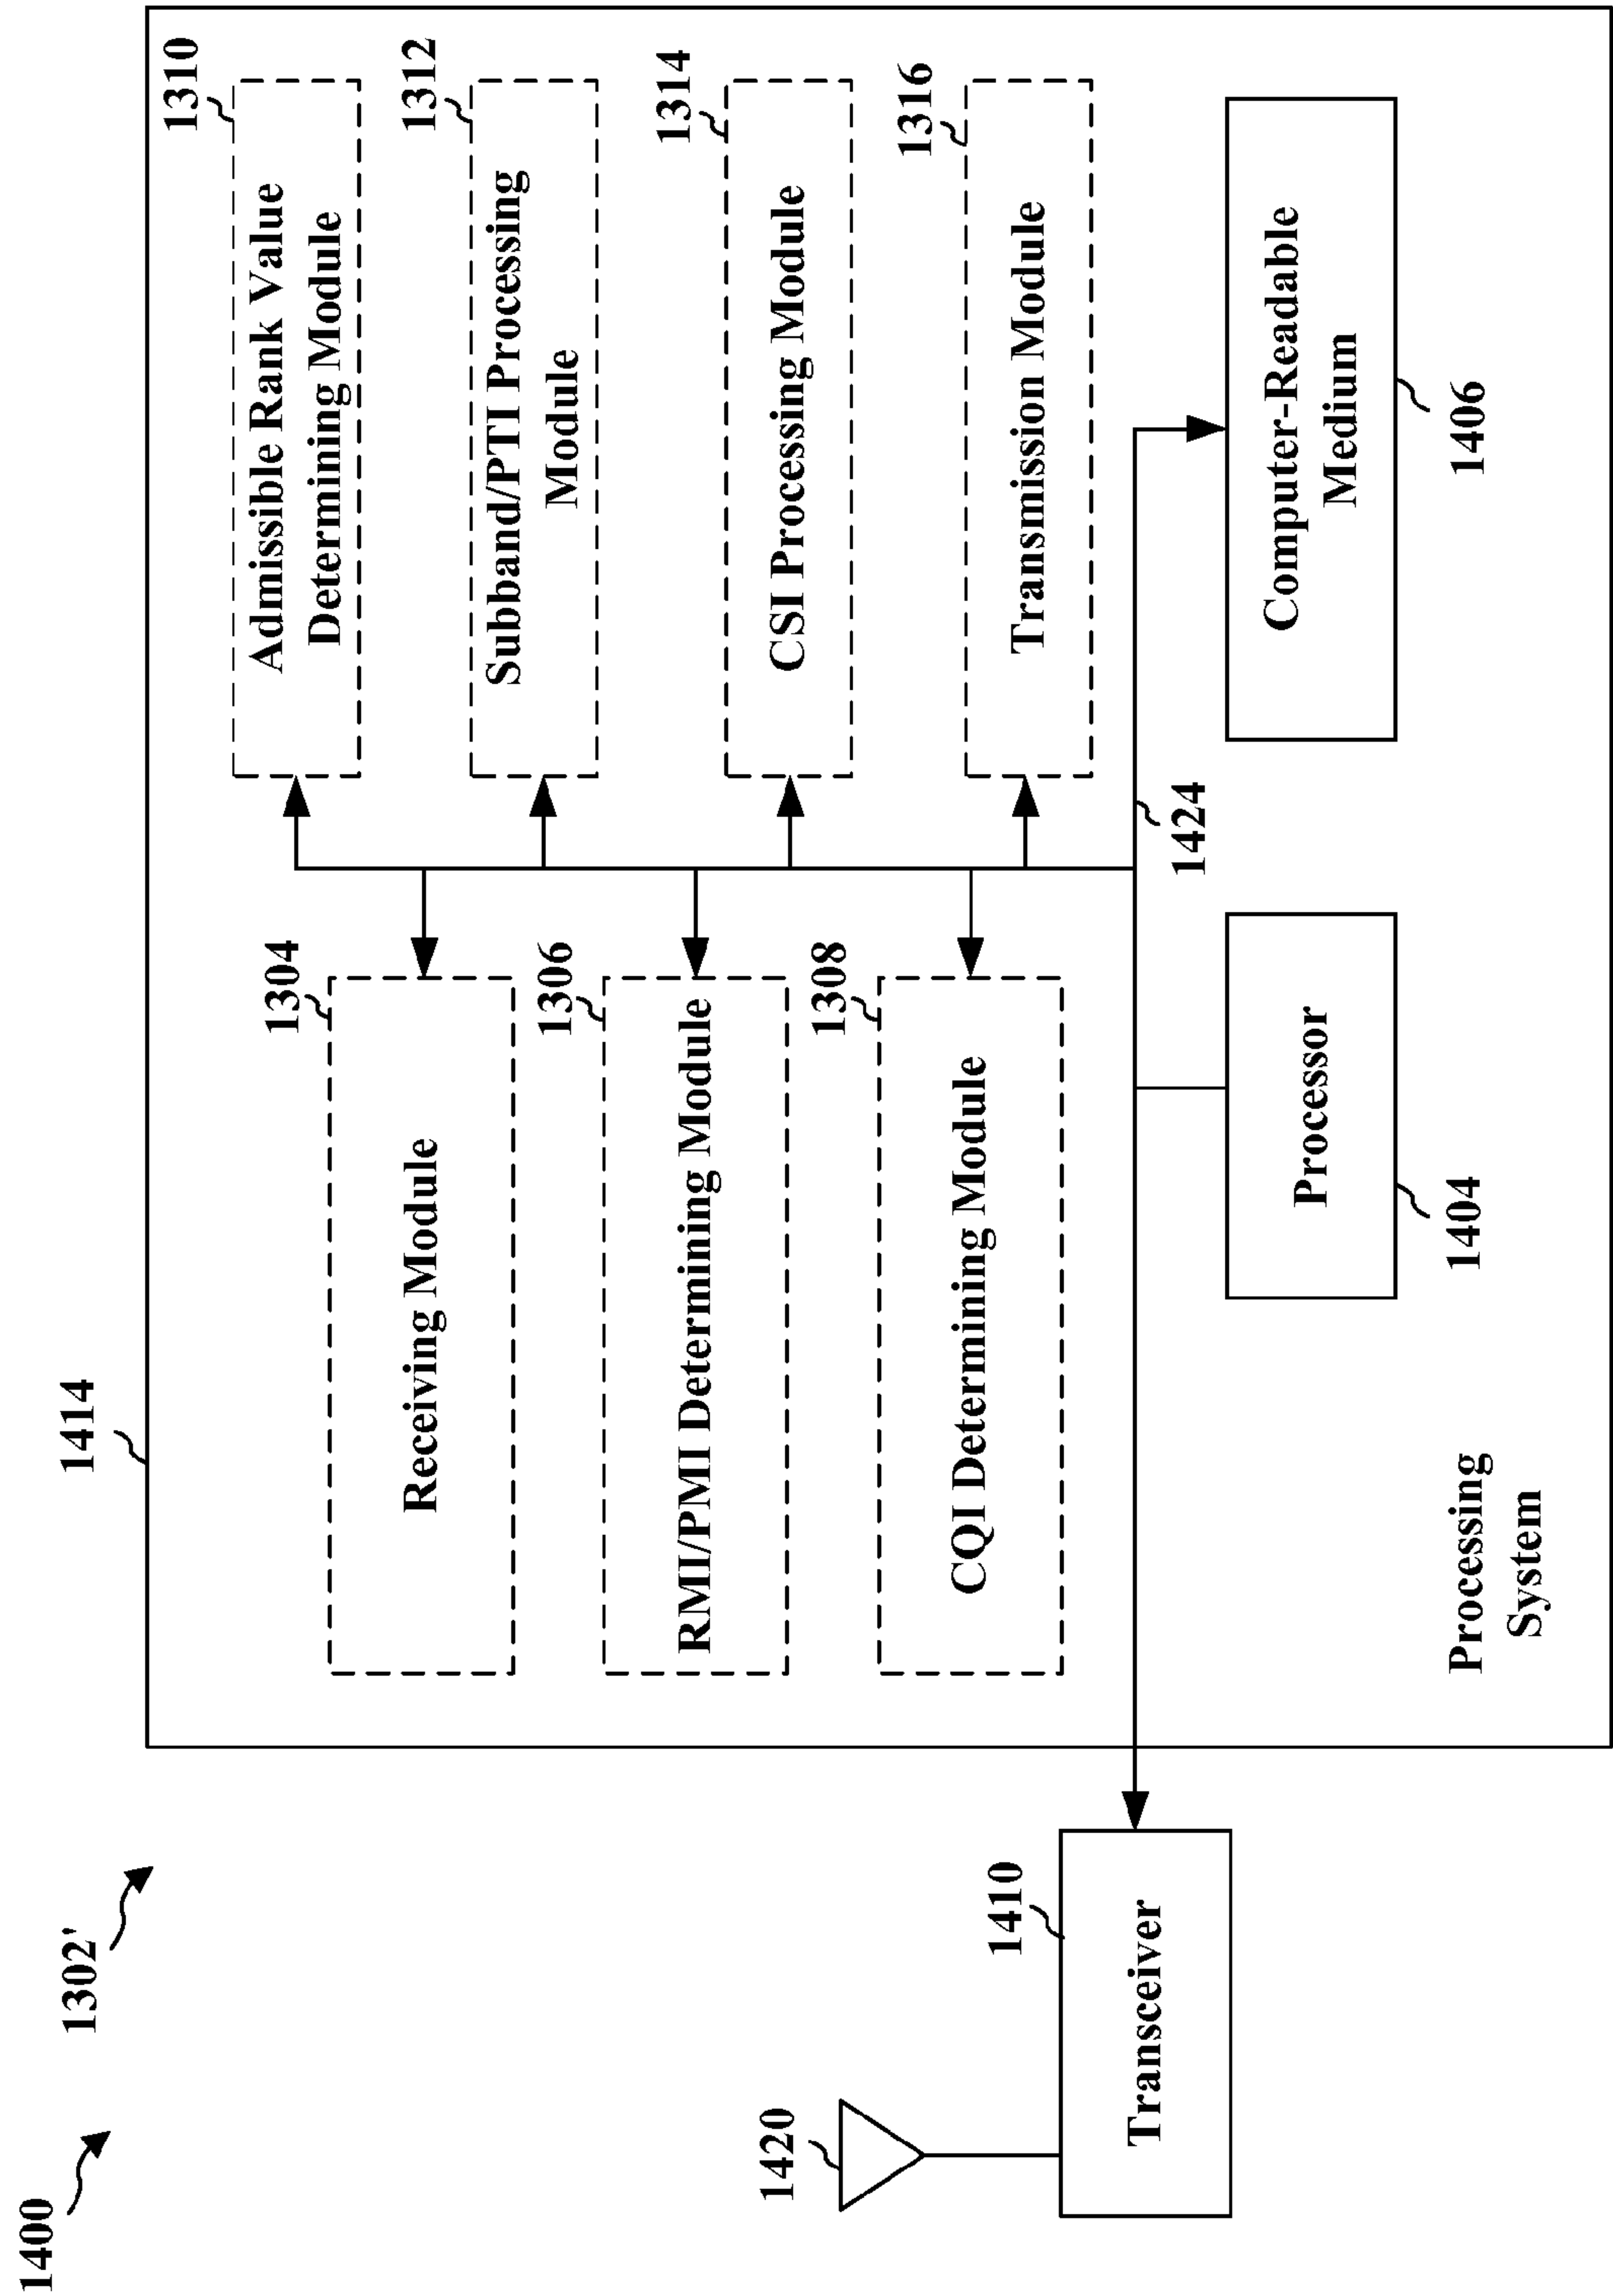 1400
1302'
1414
1304
Receiving Module
1306
RMI/PMI Determining Module
1308
CQI Determining Module
1310
Admissible Rank Value
Determining Module
1312
Subband/PTI Processing
Module
1314
CSI Processing Module
1316
Transmission Module
1420
1410
Transceiver
1424
Processor
1404
Computer-Readable
Medium
1406
Processing
System